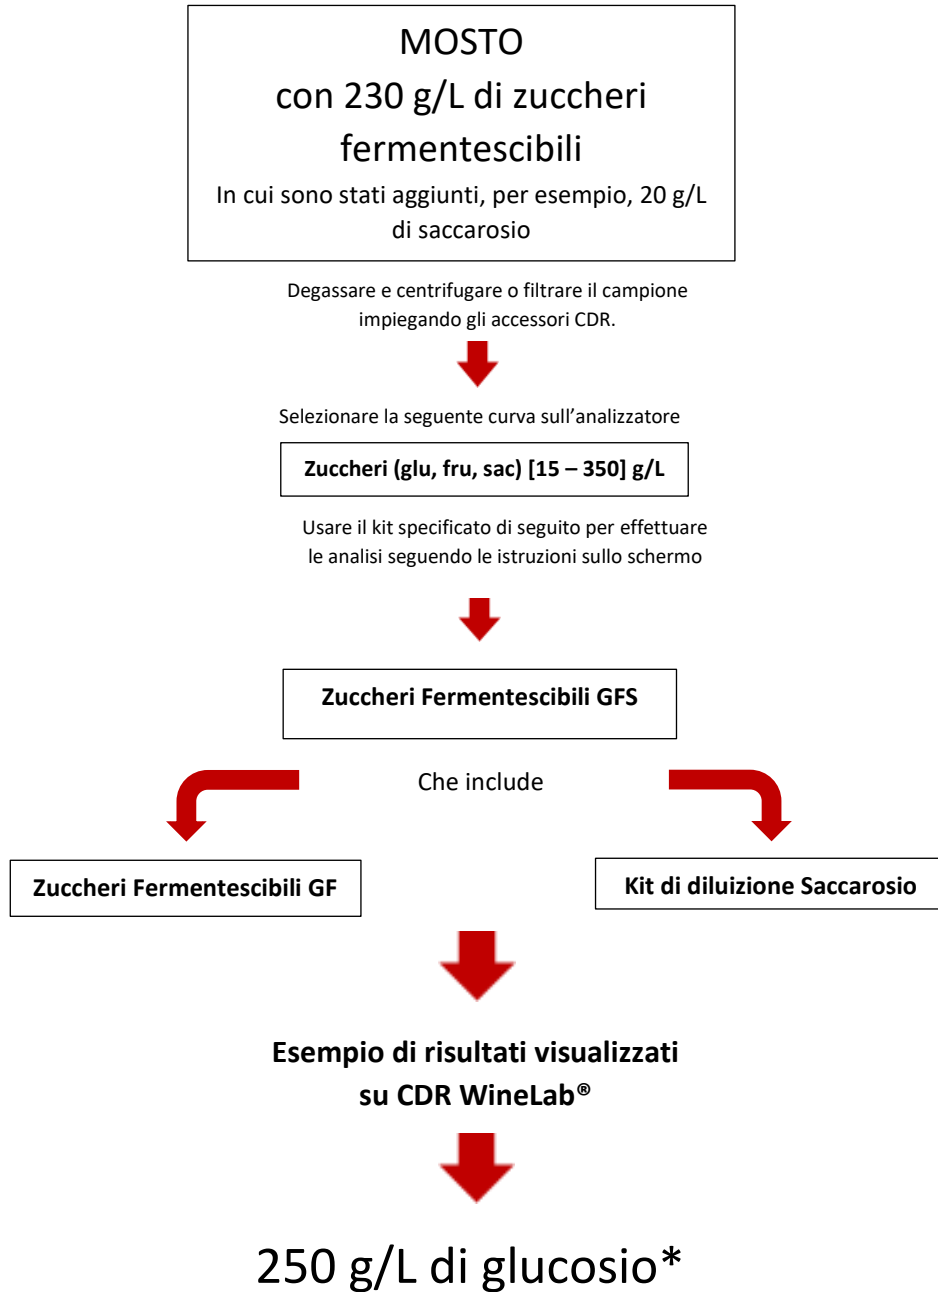 MOSTO
con 230 g/L di zuccheri
fermentescibili
In cui sono stati aggiunti, per esempio, 20 g/L
di saccarosio
Degassare e centrifugare o filtrare il campione
impiegando gli accessori CDR.
Selezionare la seguente curva sull’analizzatore
Zuccheri (glu, fru, sac) [15 – 350] g/L
Usare il kit specificato di seguito per effettuare
le analisi seguendo le istruzioni sullo schermo
Zuccheri Fermentescibili GFS
Che include
Zuccheri Fermentescibili GF
Kit di diluizione Saccarosio
Esempio di risultati visualizzati
su CDR WineLab®
250 g/L di glucosio*